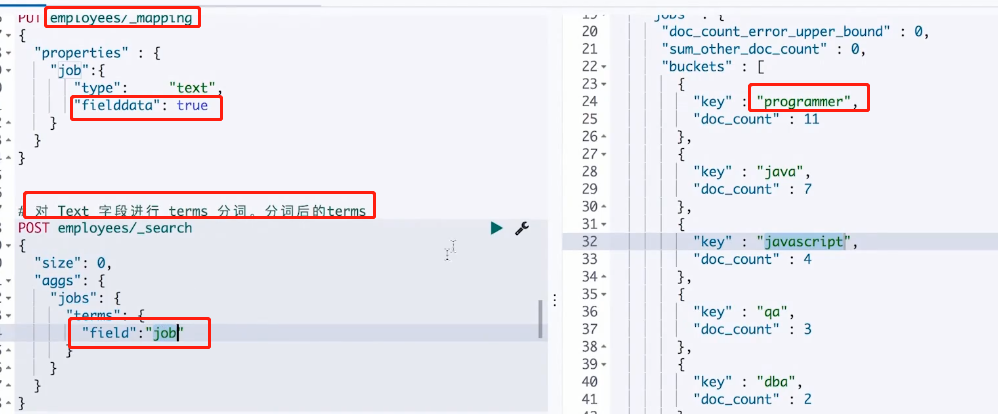 PUT employees/_mapping
{
"properties" : {
"job":{
"type": "text",
"fielddata": true
}
}
}
# 对 Text 字段进行 terms 分词。分词后的terms
POST employees/_search
{
"size": 0,
"aggs": {
"jobs": {
"terms": {
"field":"job"
}
}
}
}
19 "jobs" : {
20 "doc_count_error_upper_bound" : 0,
21 "sum_other_doc_count" : 0,
22 "buckets" : [
23 {
24 "key" : "programmer",
25 "doc_count" : 11
26 },
27 {
28 "key" : "java",
29 "doc_count" : 7
30 },
31 {
32 "key" : "javascript",
33 "doc_count" : 4
34 },
35 {
36 "key" : "qa",
37 "doc_count" : 3
38 },
39 {
40 "key" : "dba",
41 "doc_count" : 2